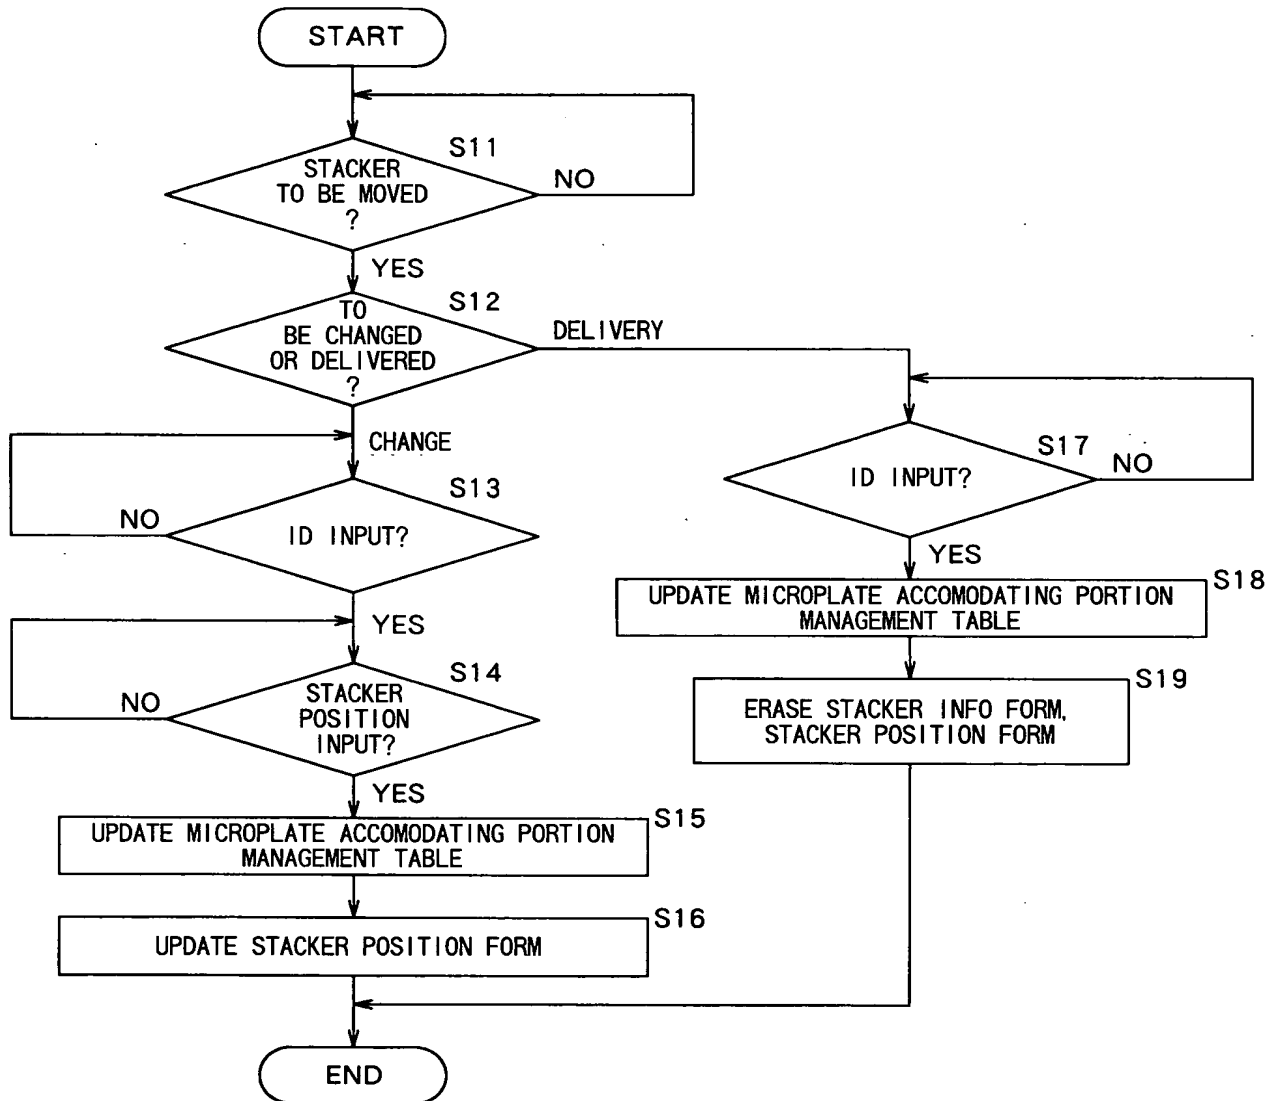 START
S11
STACKER
TO BE MOVED
?
NO
YES
S12
TO
BE CHANGED
OR DELIVERED
?
DELIVERY
CHANGE
S13
ID INPUT?
NO
YES
S14
STACKER
POSITION
INPUT?
NO
YES
S15
UPDATE MICROPLATE ACCOMODATING PORTION
MANAGEMENT TABLE
S16
UPDATE STACKER POSITION FORM
S17
ID INPUT?
NO
YES
S18
UPDATE MICROPLATE ACCOMODATING PORTION
MANAGEMENT TABLE
S19
ERASE STACKER INFO FORM,
STACKER POSITION FORM
END